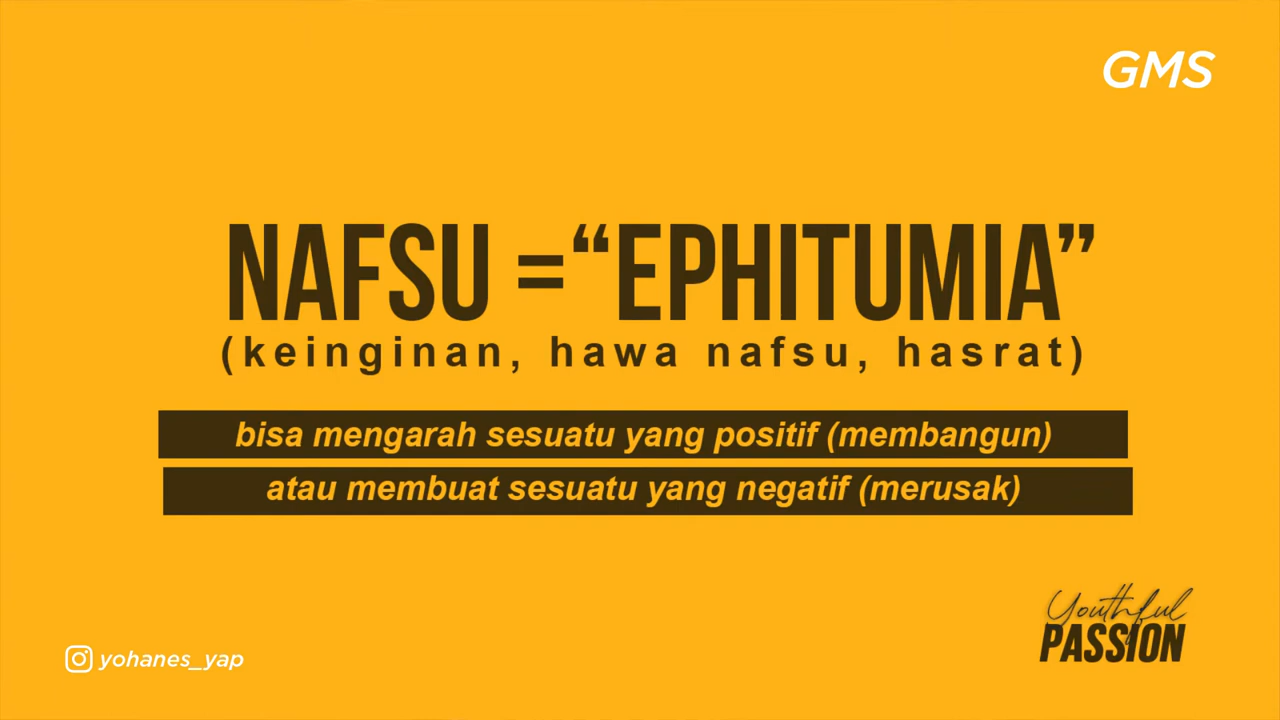 GMS
NAFSU =“EPHITUMIA”
(keinginan, hawa nafsu, hasrat)
bisa mengarah sesuatu yang positif (membangun)
atau membuat sesuatu yang negatif (merusak)
Youthful
PASSION
yohanes_yap